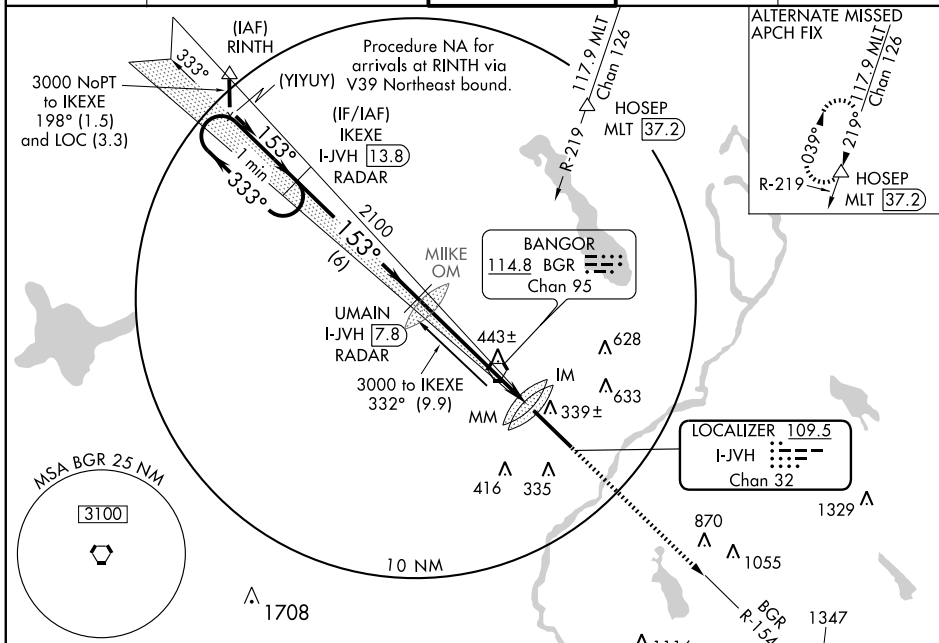 (IAF)
RINTH
333°
3000 NoPT
to IKEXE
198° (1.5)
and LOC (3.3)
(YIYUY)
Procedure NA for
arrivals at RINTH via
V39 Northeast bound.
(IF/IAF)
IKEXE
I-JVH 13.8
RADAR
153°
1 min
333°
2100
153°
(6)
117.9 MLT
Chan 126
HOSEP
MLT 37.2
R-219
ALTERNATE MISSED
APCH FIX
117.9 MLT
Chan 126
039°
219°
R-219
HOSEP
MLT 37.2
MIIKE
OM
BANGOR
114.8 BGR
Chan 95
UMAIN
I-JVH 7.8
RADAR
443±
628
3000 to IKEXE
332° (9.9)
IM
633
MM
339±
LOCALIZER 109.5
I-JVH
Chan 32
416
335
MSA BGR 25 NM
3100
1329
870
1055
10 NM
1708
BGR
R-154
1347